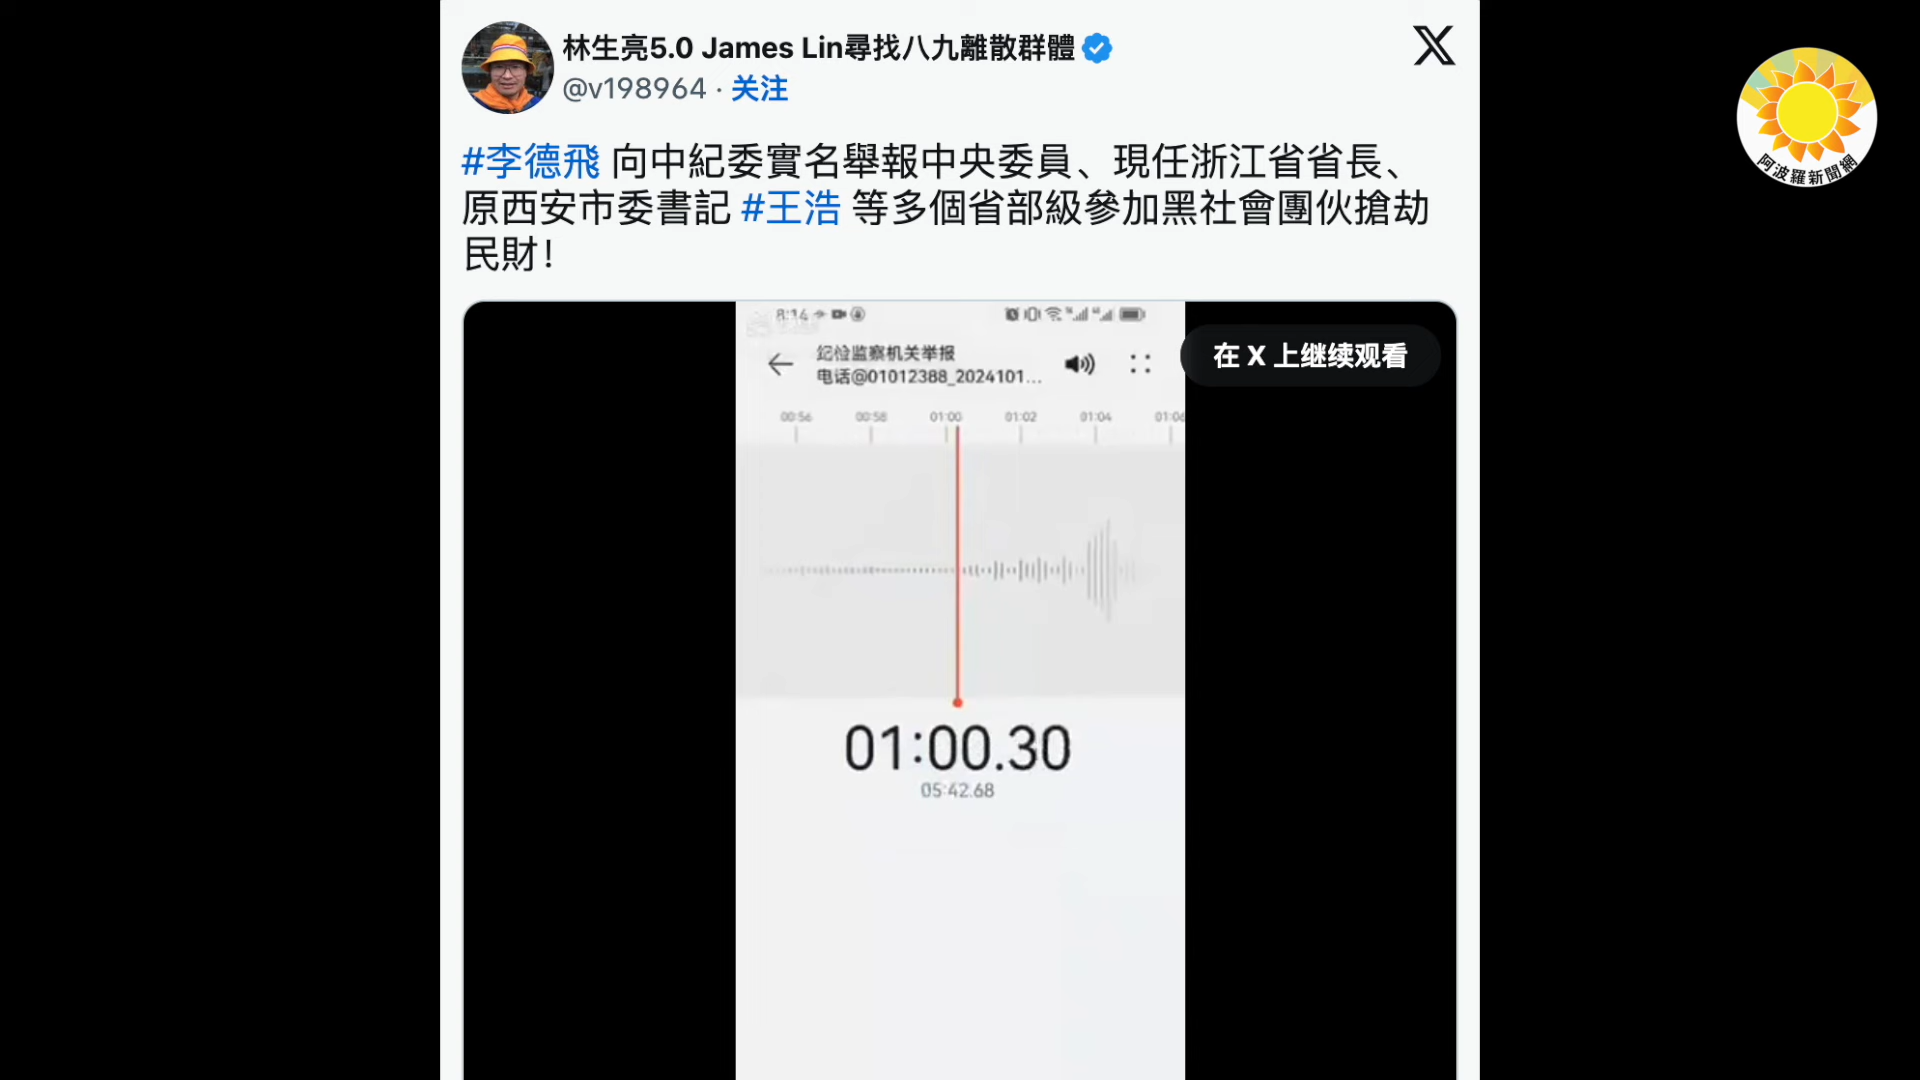 林生亮5.0 James Lin尋找八九離散群體
@v198964 · 关注
#李德飛 向中紀委實名舉報中央委員、現任浙江省省長、
原西安市委書記 #王浩 等多個省部級參加黑社會團伙搶劫
民財！
阿波羅新聞網
8:14
在 X 上继续观看
纪检监察机关举报
电话@01012388_2024101...
00:56 00:58 01:00 01:02 01:04 01:06
01:00.30
05:42.68